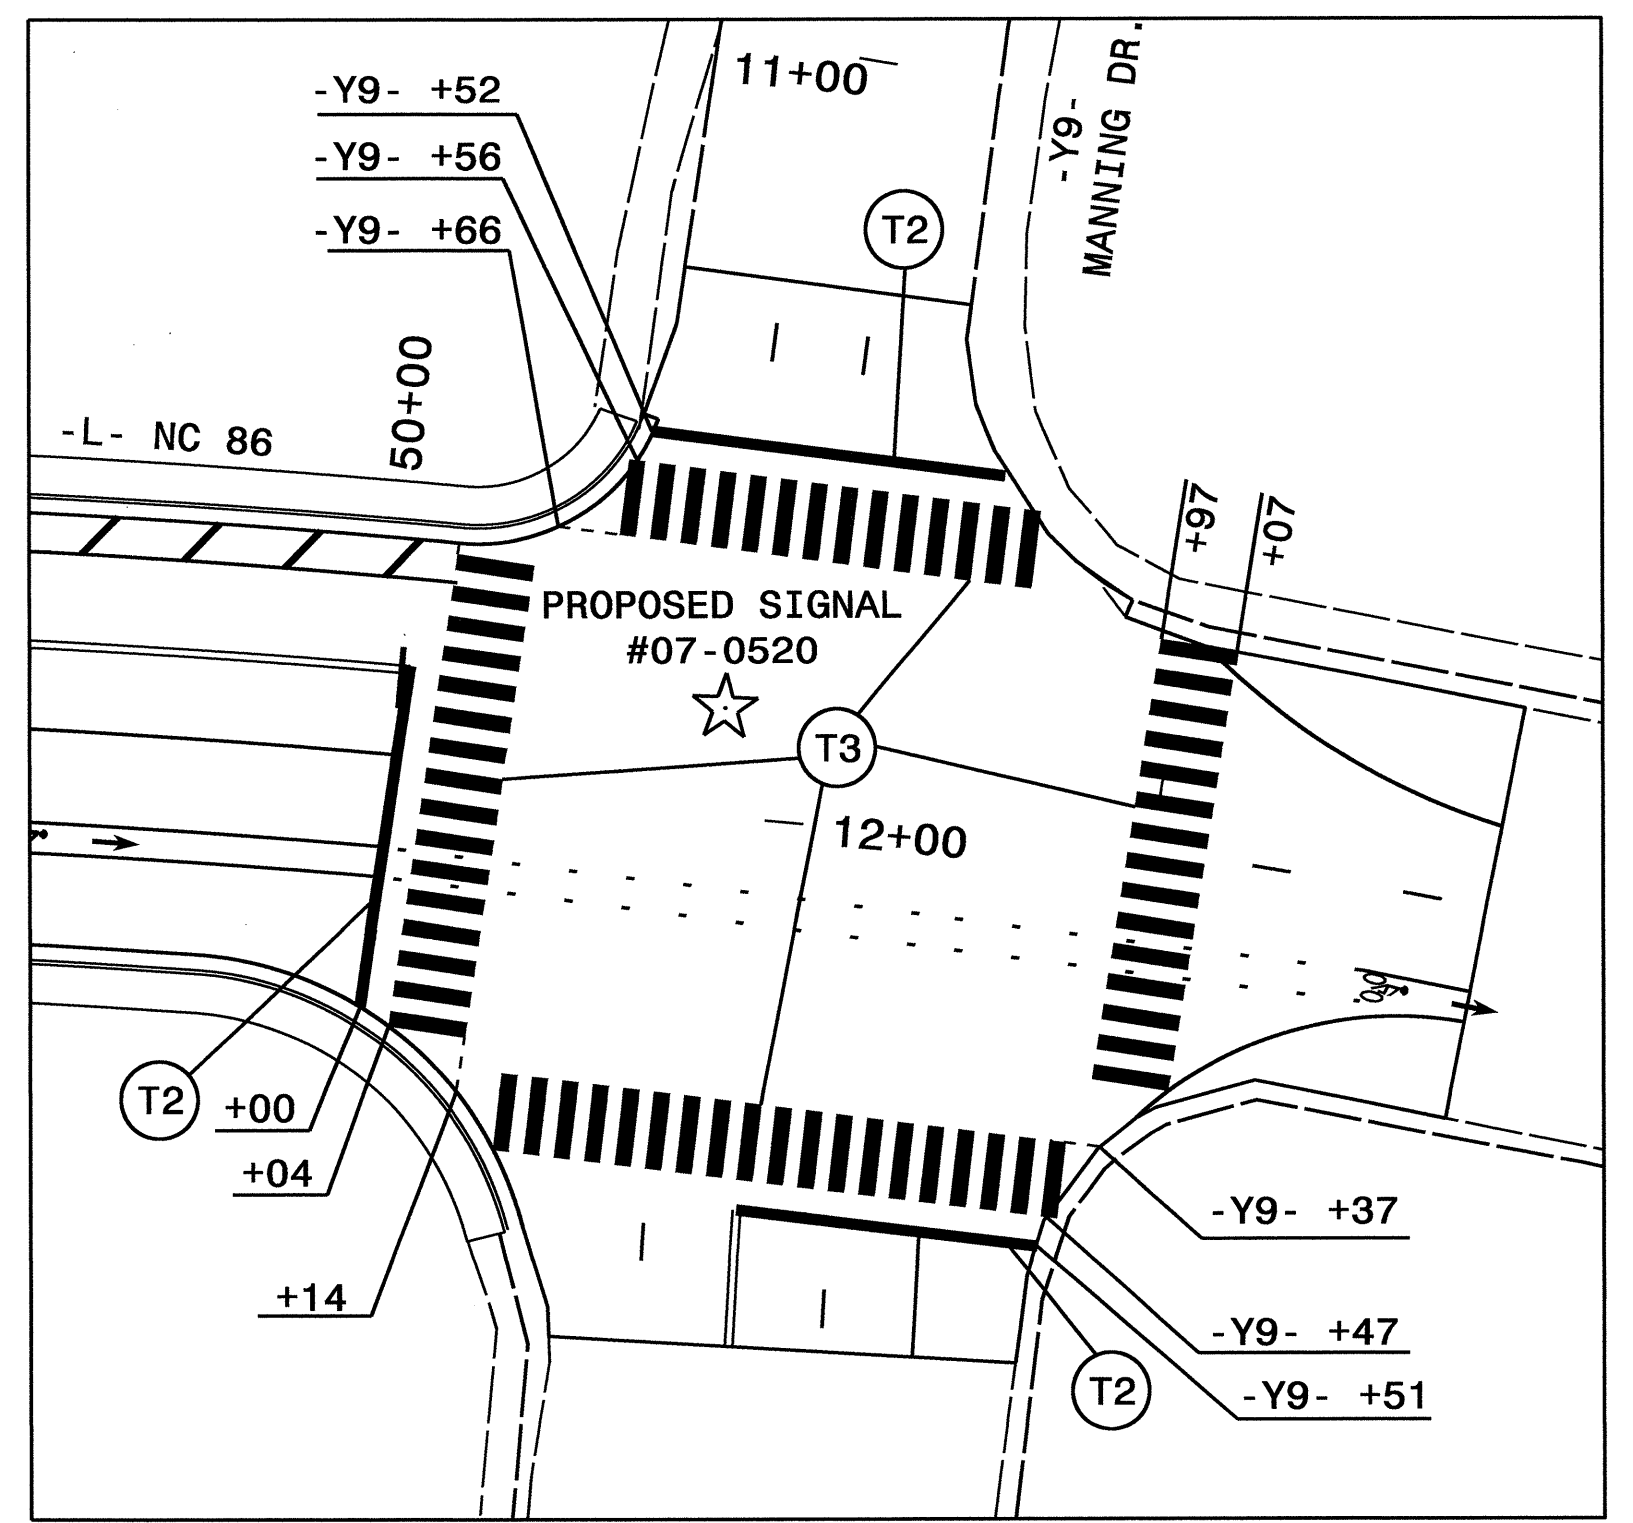 11+00
-Y9-
MANNING DR.
-Y9- +52
-Y9- +56
-Y9- +66
T2
50+00
-L- NC 86
+97
+07
PROPOSED SIGNAL
#07-0520
T3
12+00
T2
+00
+04
+14
-Y9- +37
-Y9- +47
T2
-Y9- +51